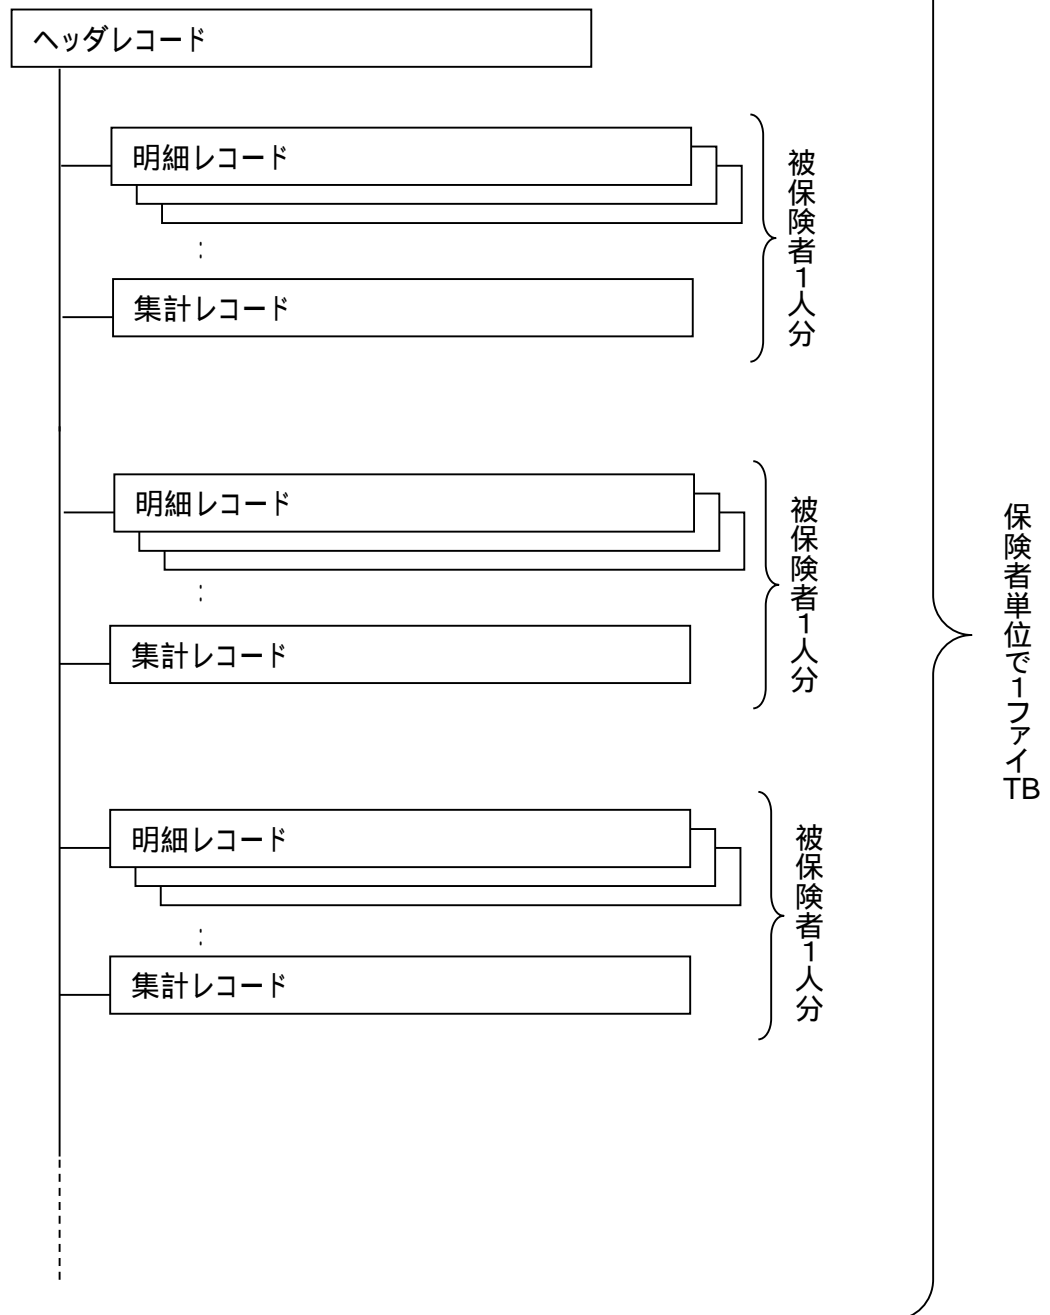 ヘッダレコード
明細レコード
:
集計レコード
被保険者1人分
明細レコード
:
集計レコード
被保険者1人分
明細レコード
:
集計レコード
被保険者1人分
保険者単位で1ファイTB